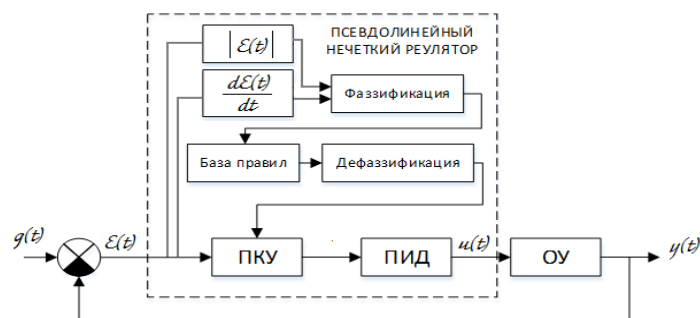 ПСЕВДОЛИНЕЙНЫЙ
НЕЧЕТКИЙ РЕУЛЯТОР
|ε(t)|
dε(t)
dt
Фаззификация
База правил
Дефаззификация
g(t)
ε(t)
ПКУ
ПИД
u(t)
ОУ
y(t)